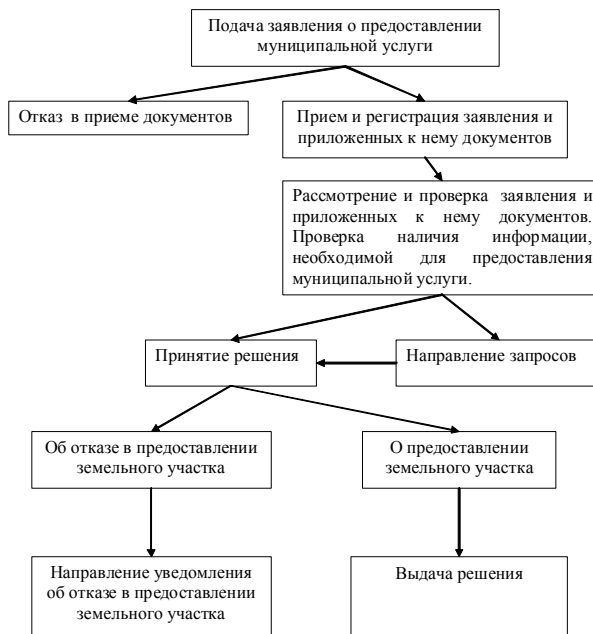 Подача заявления о предоставлении
муниципальной услуги
Отказ в приеме документов
Прием и регистрация заявления и
приложенных к нему документов
Рассмотрение и проверка заявления и
приложенных к нему документов.
Проверка наличия информации,
необходимой для предоставления
муниципальной услуги.
Принятие решения
Направление запросов
Об отказе в предоставлении
земельного участка
О предоставлении
земельного участка
Направление уведомления
об отказе в предоставлении
земельного участка
Выдача решения